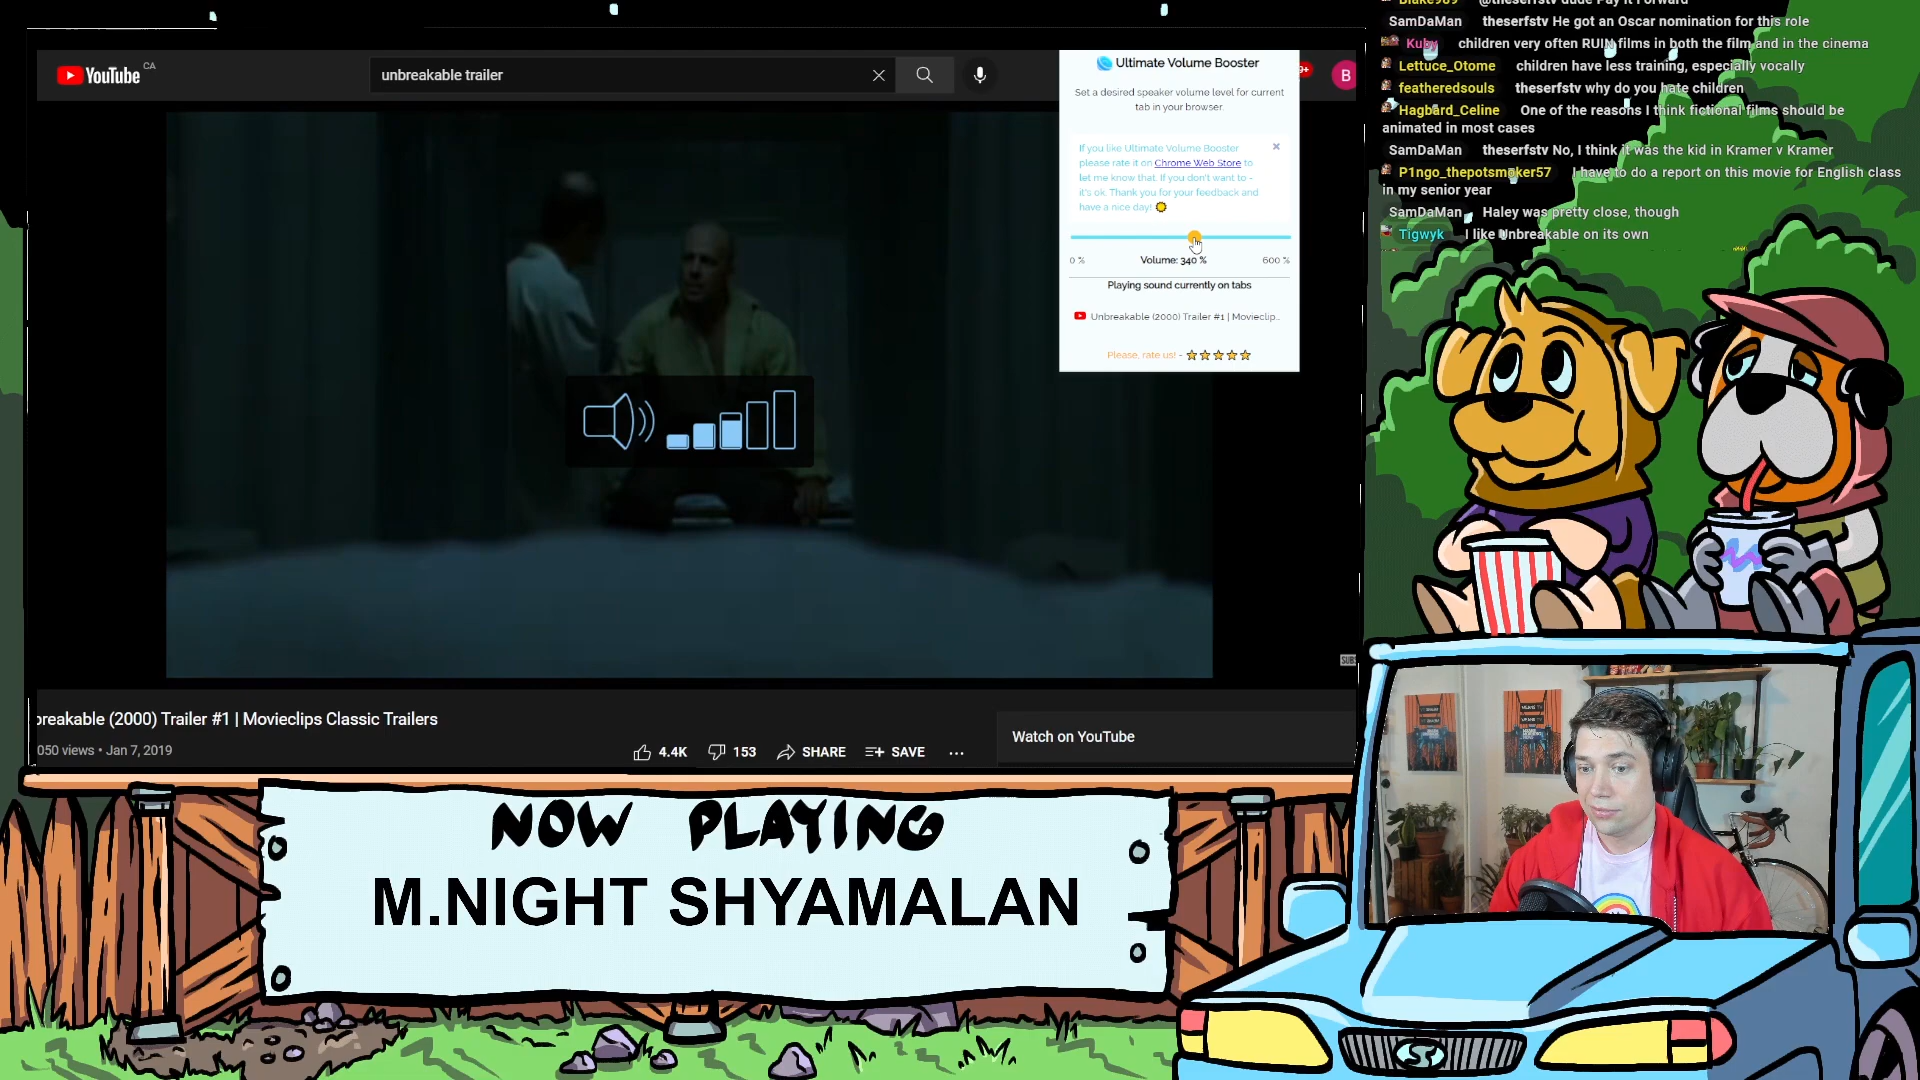 YouTube CA
unbreakable trailer
9+
B
Ultimate Volume Booster
Set a desired speaker volume level for current
tab in your browser.
If you like Ultimate Volume Booster
please rate it on Chrome Web Store to
let me know that. If you don't want to -
it's ok. Thank you for your feedback and
have a nice day!
0 %
Volume: 340 %
600 %
Playing sound currently on tabs
Unbreakable (2000) Trailer #1 | Movieclip...
Please, rate us! -
SUBS
breakable (2000) Trailer #1 | Movieclips Classic Trailers
050 views • Jan 7, 2019
4.4K
153
SHARE
SAVE
Watch on YouTube
Blake989 @theserfstv dude Pay It Forward
SamDaMan theserfstv He got an Oscar nomination for this role
Kuby children very often RUIN films in both the film and in the cinema
Lettuce_Otome children have less training, especially vocally
featheredsouls theserfstv why do you hate children
Hagbard_Celine One of the reasons I think fictional films should be
animated in most cases
SamDaMan theserfstv No, I think it was the kid in Kramer v Kramer
P1ngo_thepotsmoker57 I have to do a report on this movie for English class
in my senior year
SamDaMan Haley was pretty close, though
Tigwyk I like Unbreakable on its own
NOW PLAYING
M.NIGHT SHYAMALAN